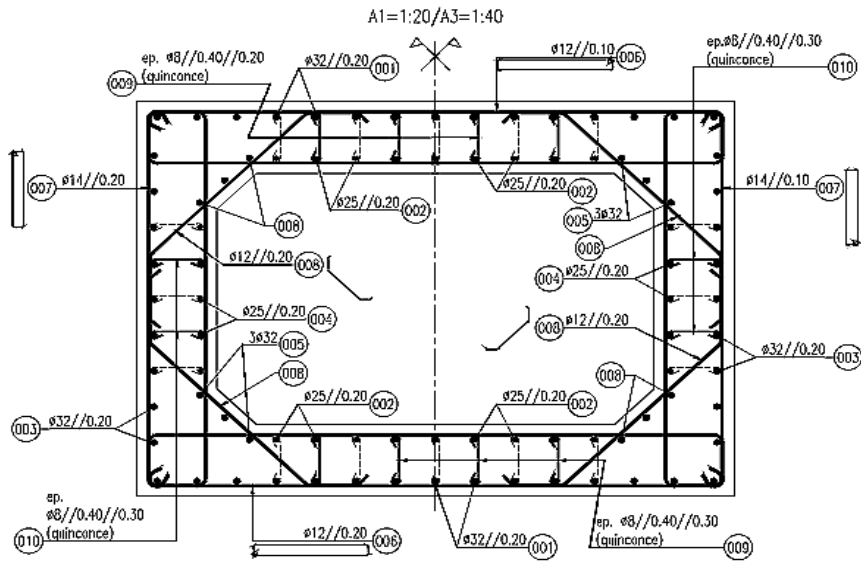 A1=1:20/A3=1:40
ep. ø8//0.40//0.20
(quinconce)
009
ø32//0.20 001
ø12//0.10 006
ep.ø8//0.40//0.30
(quinconce)
010
007 ø14//0.20
ø14//0.10 007
ø25//0.20 002
ø25//0.20 002
008
005 3ø32
008
ø12//0.20 008
004
ø25//0.20
ø25//0.20 004
008 ø12//0.20
3ø32 005
ø32//0.20 003
008
008
ø25//0.20 002
ø25//0.20 002
003 ø32//0.20
ep.
ø8//0.40//0.30
(quinconce)
010
ø12//0.20 006
ø32//0.20 001
ep. ø8//0.40//0.30
(quinconce)
009